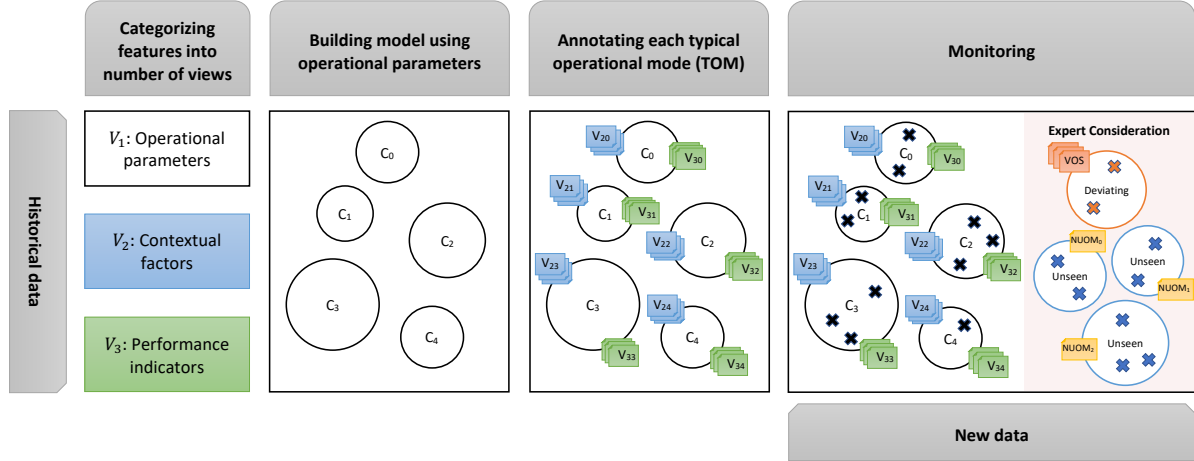 Categorizing
features into
number of views
Building model using
operational parameters
Annotating each typical
operational mode (TOM)
Monitoring
Historical data
V₁: Operational
parameters
V₂: Contextual
factors
V₃: Performance
indicators
C₀
C₁
C₂
C₃
C₄
V₂₀
C₀
V₃₀
V₂₁
C₁
V₃₁
V₂₂
C₂
V₃₂
V₂₃
C₃
V₃₃
V₂₄
C₄
V₃₄
V₂₀
C₀
V₃₀
V₂₁
C₁
V₃₁
V₂₂
C₂
V₃₂
V₂₃
C₃
V₃₃
V₂₄
C₄
V₃₄
Expert Consideration
VOS
Deviating
NUOM₀
Unseen
Unseen
NUOM₁
NUOM₂
Unseen
New data